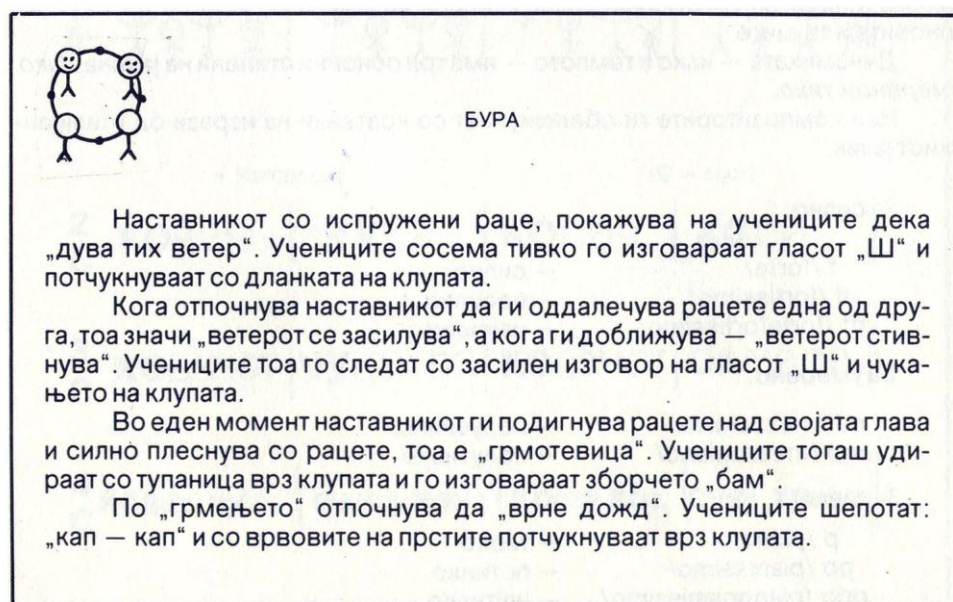 БУРА
Наставникот со испружени раце, покажува на учениците дека
„дува тих ветер“. Учениците сосема тивко го изговараат гласот „Ш“ и
потчукнуваат со дланката на клупата.
Кога отпочнува наставникот да ги оддалечува рацете една од дру-
га, тоа значи „ветерот се засилува“, а кога ги доближува — „ветерот стив-
нува“. Учениците тоа го следат со засилен изговор на гласот „Ш“ и чука-
њето на клупата.
Во еден момент наставникот ги подигнува рацете над својата глава
и силно плеснува со рацете, тоа е „грмотевица“. Учениците тогаш уди-
раат со тупаница врз клупата и го изговараат зборчето „бам“.
По „грмењето“ отпочнува да „врне дожд“. Учениците шепотат:
„кап — кап“ и со врвовите на прстите потчукнуваат врз клупата.